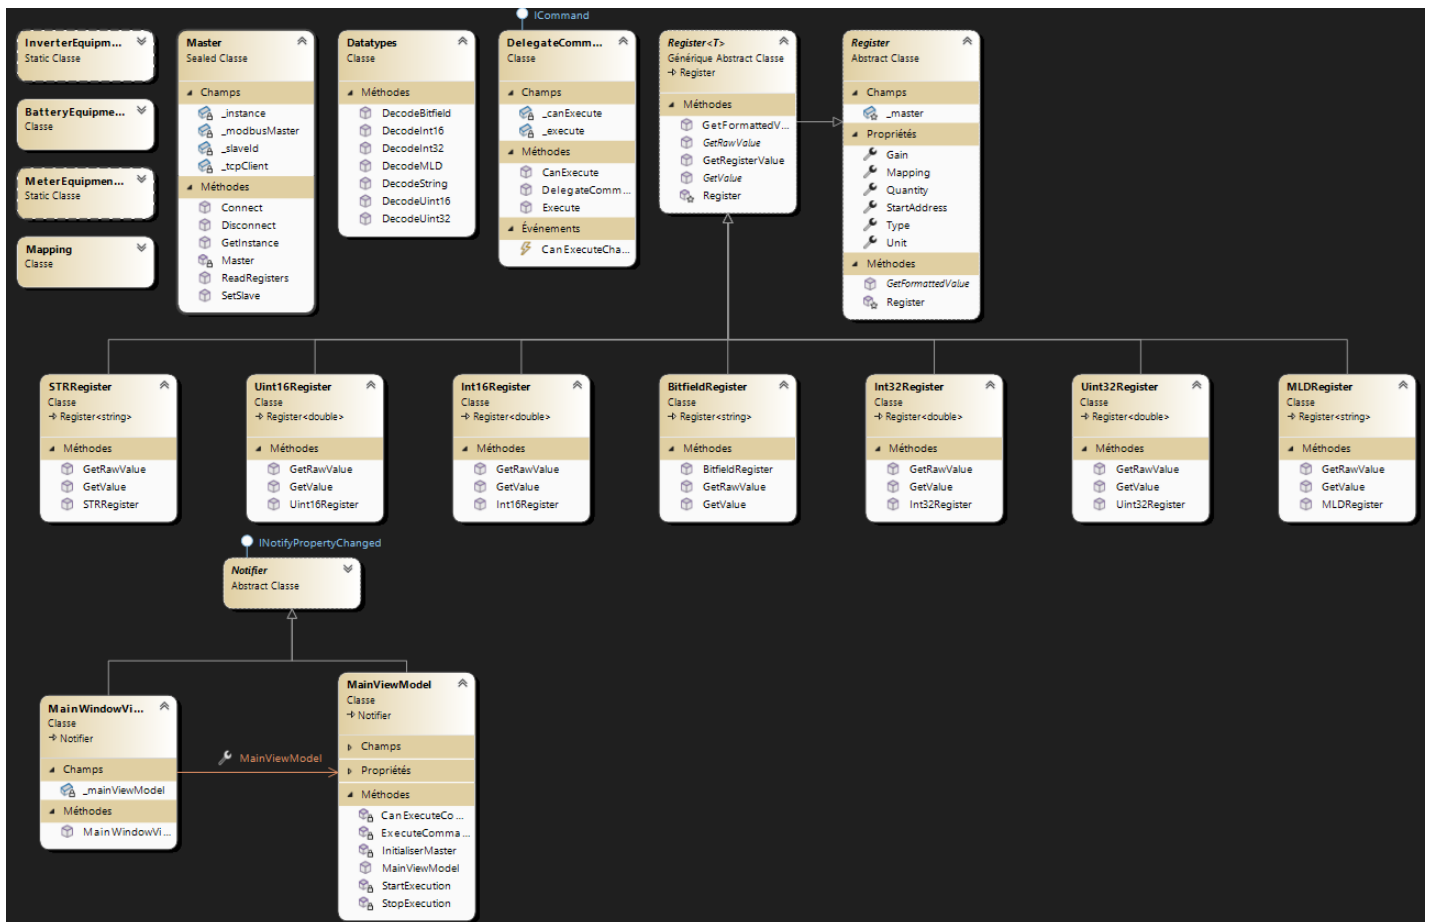 ICommand
InverterEquipm...
Static Classe
BatteryEquipme...
Classe
MeterEquipmen...
Static Classe
Mapping
Classe
Master
Sealed Classe
Champs
_instance
_modbusMaster
_slaveId
_tcpClient
Méthodes
Connect
Disconnect
GetInstance
Master
ReadRegisters
SetSlave
Datatypes
Classe
Méthodes
DecodeBitfield
DecodeInt16
DecodeInt32
DecodeMLD
DecodeString
DecodeUint16
DecodeUint32
DelegateComm...
Classe
Champs
_canExecute
_execute
Méthodes
CanExecute
DelegateComm...
Execute
Événements
CanExecuteCha...
Register<T>
Générique Abstract Classe
Register
Méthodes
GetFormattedV...
GetRawValue
GetRegisterValue
GetValue
Register
Register
Abstract Classe
Champs
_master
Propriétés
Gain
Mapping
Quantity
StartAddress
Type
Unit
Méthodes
GetFormattedValue
Register
STRRegister
Classe
Register<string>
Méthodes
GetRawValue
GetValue
STRRegister
Uint16Register
Classe
Register<double>
Méthodes
GetRawValue
GetValue
Uint16Register
Int16Register
Classe
Register<double>
Méthodes
GetRawValue
GetValue
Int16Register
BitfieldRegister
Classe
Register<string>
Méthodes
BitfieldRegister
GetRawValue
GetValue
Int32Register
Classe
Register<double>
Méthodes
GetRawValue
GetValue
Int32Register
Uint32Register
Classe
Register<double>
Méthodes
GetRawValue
GetValue
Uint32Register
MLDRegister
Classe
Register<string>
Méthodes
GetRawValue
GetValue
MLDRegister
INotifyPropertyChanged
Notifier
Abstract Classe
MainWindowVi...
Classe
Notifier
Champs
_mainViewModel
Méthodes
MainWindowVi...
MainViewModel
MainViewModel
Classe
Notifier
Champs
Propriétés
Méthodes
CanExecuteCo...
ExecuteComma...
InitialiserMaster
MainViewModel
StartExecution
StopExecution